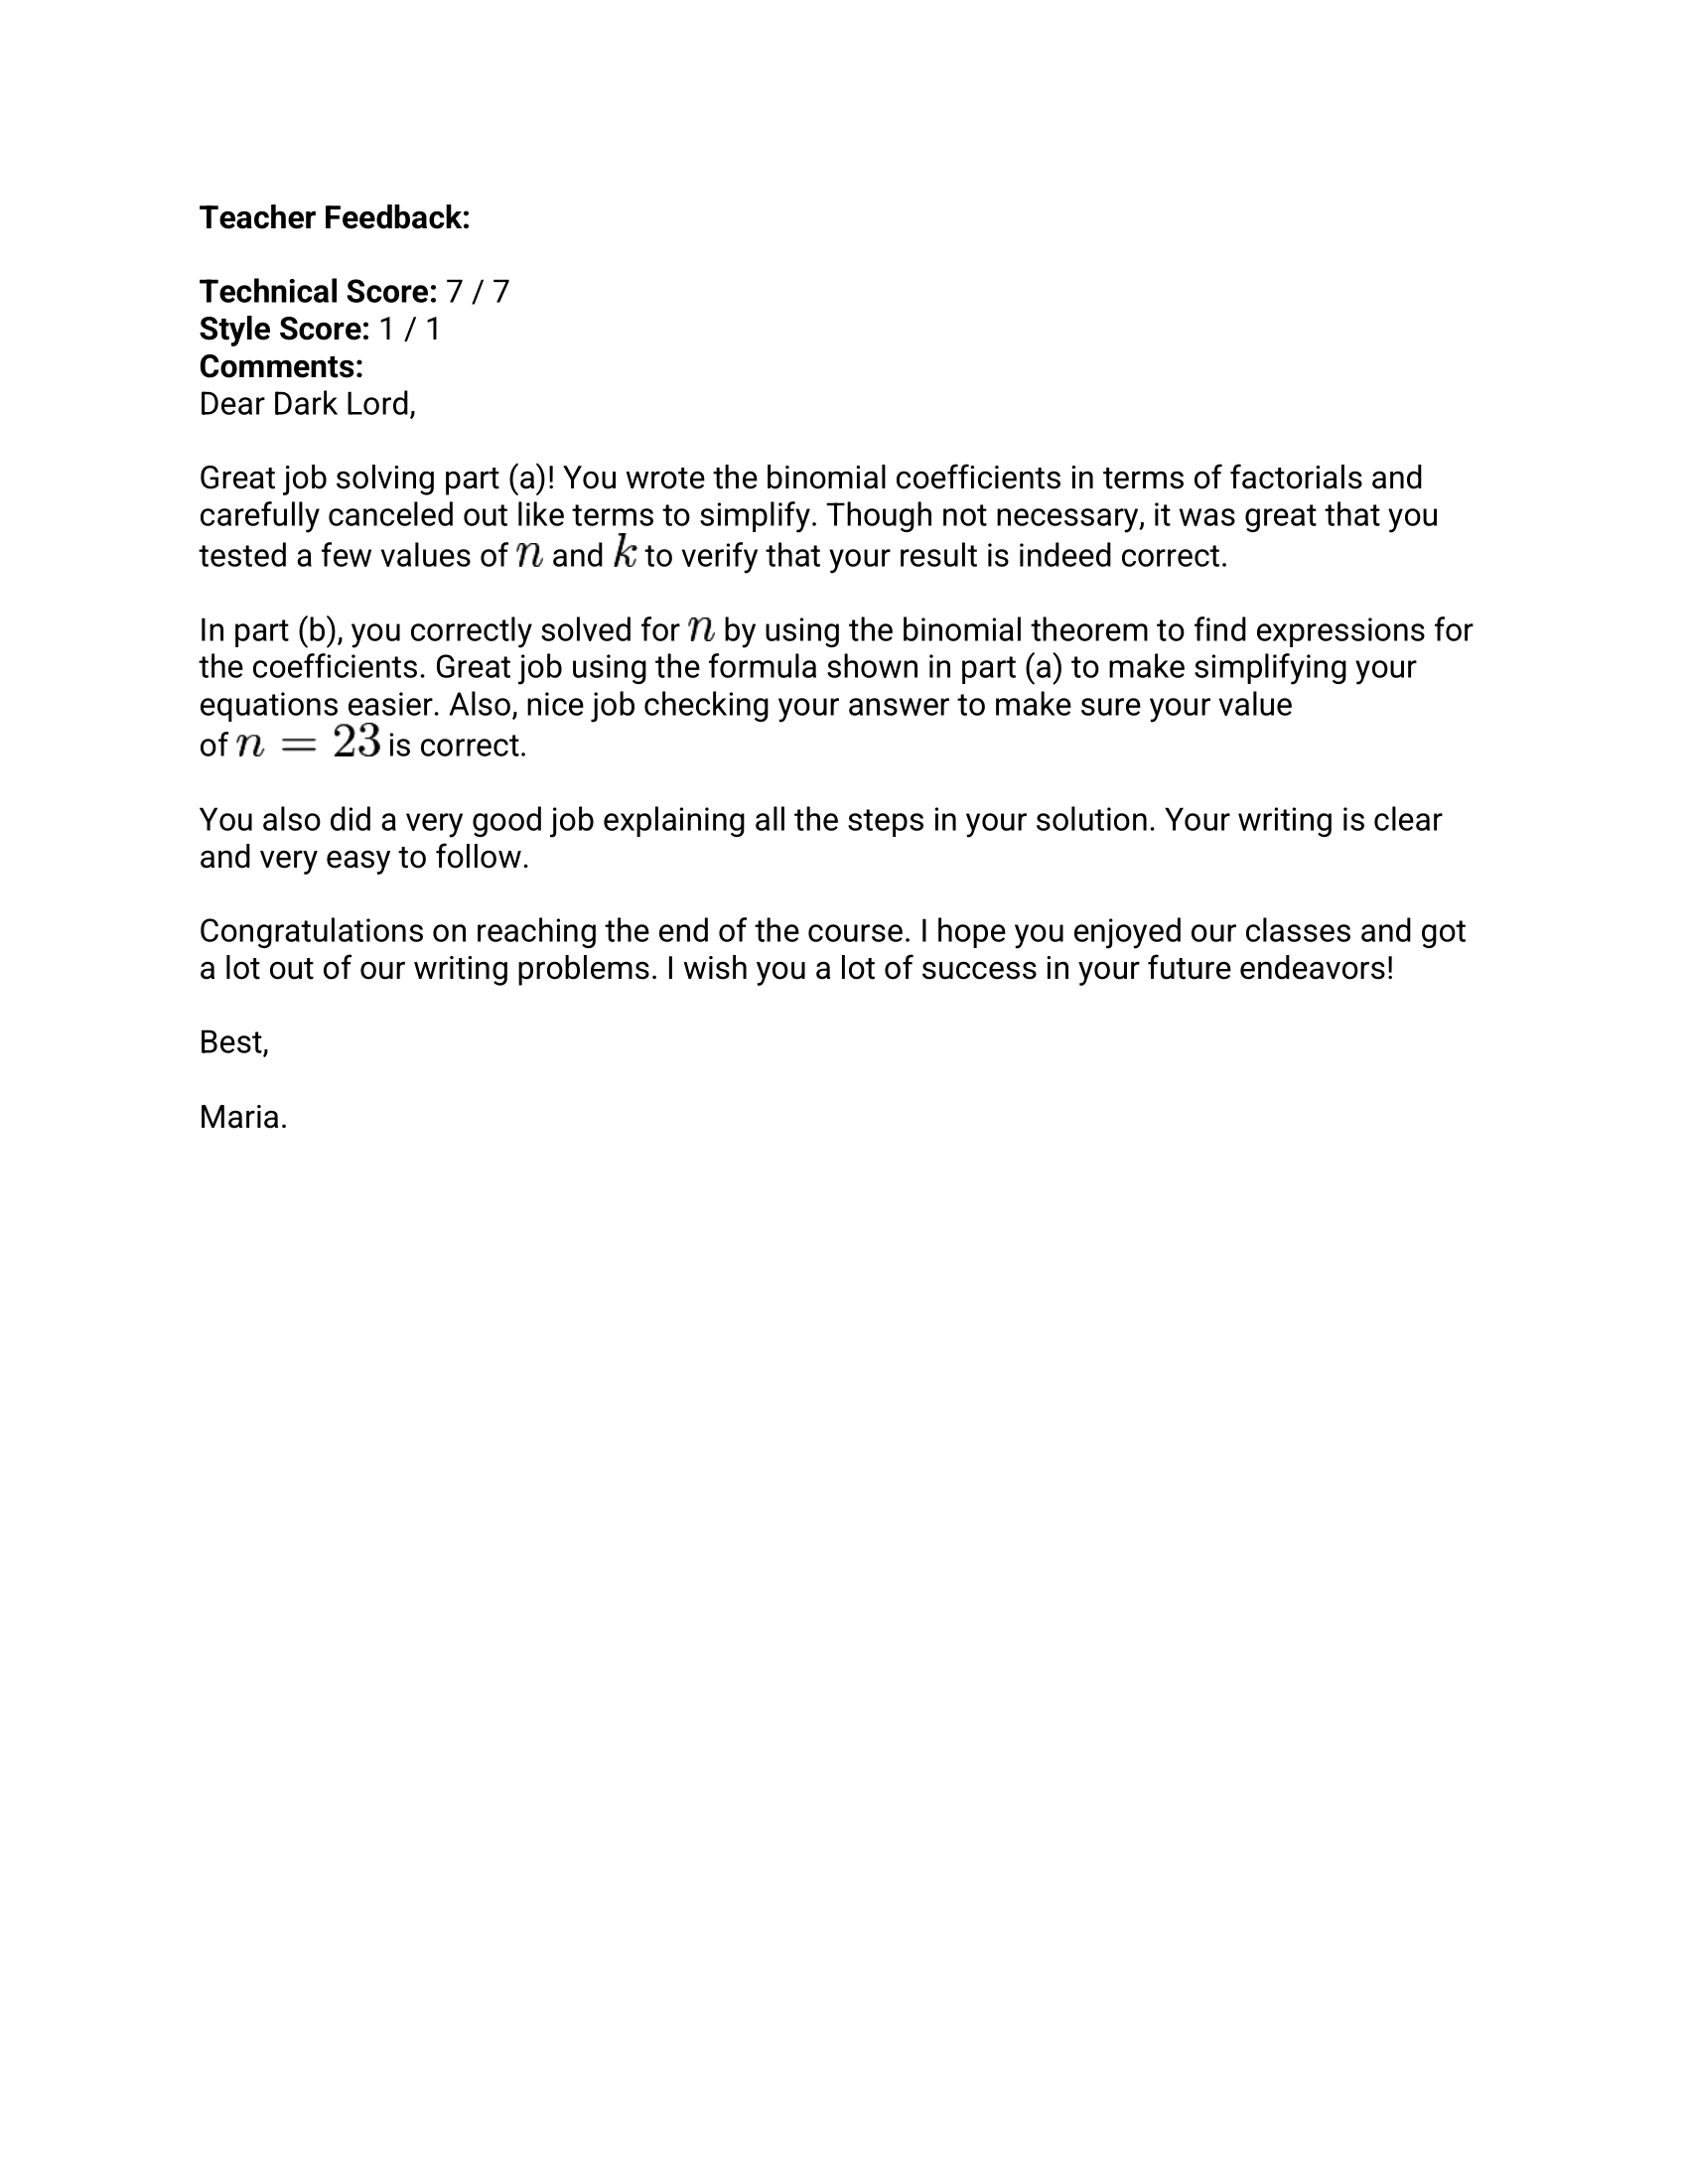 Teacher Feedback:
Technical Score: 7 / 7
Style Score: 1 / 1
Comments:
Dear Dark Lord,
Great job solving part (a)! You wrote the binomial coefficients in terms of factorials and
carefully canceled out like terms to simplify. Though not necessary, it was great that you
tested a few values of n and k to verify that your result is indeed correct.
In part (b), you correctly solved for n by using the binomial theorem to find expressions for
the coefficients. Great job using the formula shown in part (a) to make simplifying your
equations easier. Also, nice job checking your answer to make sure your value
of n = 23 is correct.
You also did a very good job explaining all the steps in your solution. Your writing is clear
and very easy to follow.
Congratulations on reaching the end of the course. I hope you enjoyed our classes and got
a lot out of our writing problems. I wish you a lot of success in your future endeavors!
Best,
Maria.